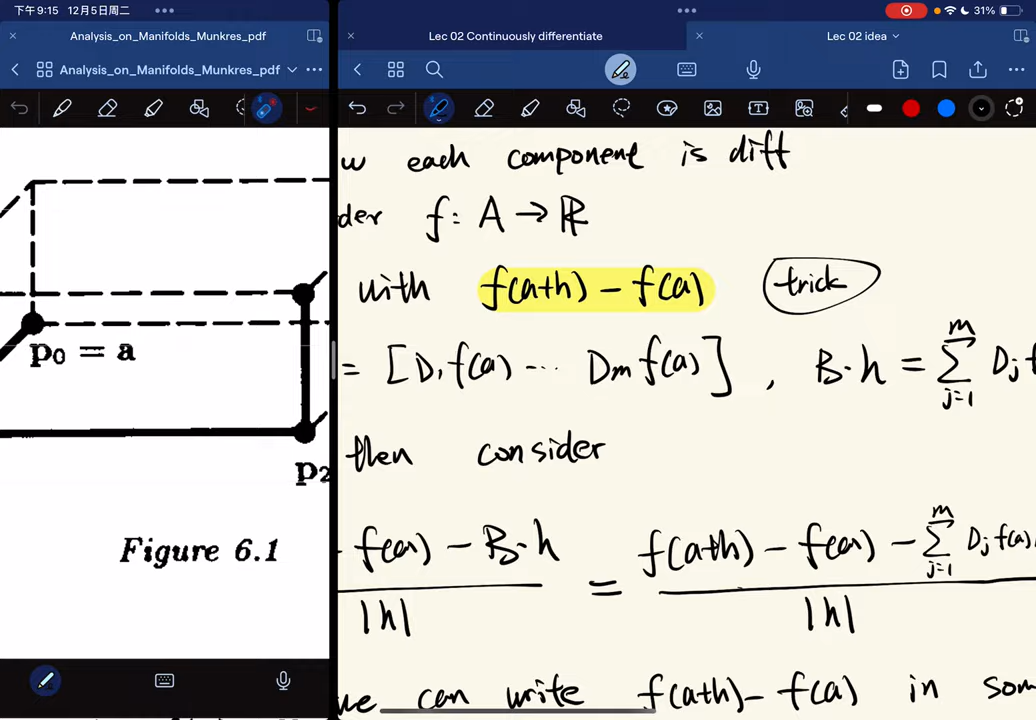 下午9:15 12月5日周二
31%
Analysis_on_Manifolds_Munkres_pdf
Lec 02 Continuously differentiate
Lec 02 idea
Analysis_on_Manifolds_Munkres_pdf
p₀ = a
p₂
Figure 6.1
w each component is diff
der f: A → ℝ
with f(a+h) − f(a) trick
= [D₁f(a) ... Dₘf(a)] , B·h = ∑_{j=1}^{m} Dⱼ f
then consider
- f(a) − B·h / |h| = f(a+h) − f(a) − ∑_{j=1}^{m} Dⱼ f(a) / |h|
we can write f(a+h) − f(a) in som